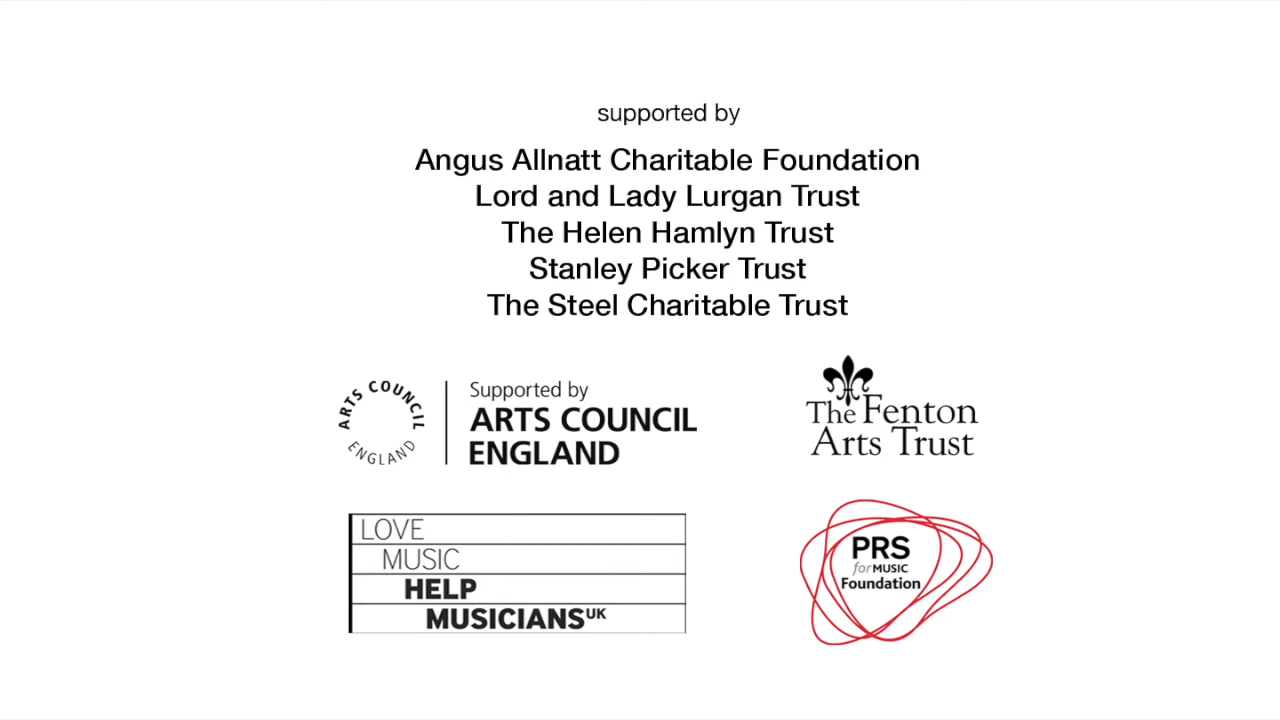 supported by
Angus Allnatt Charitable Foundation
Lord and Lady Lurgan Trust
The Helen Hamlyn Trust
Stanley Picker Trust
The Steel Charitable Trust
ARTS COUNCIL
ENGLAND
Supported by
ARTS COUNCIL
ENGLAND
The Fenton
Arts Trust
LOVE
MUSIC
HELP
MUSICIANSUK
PRS
for MUSIC
Foundation